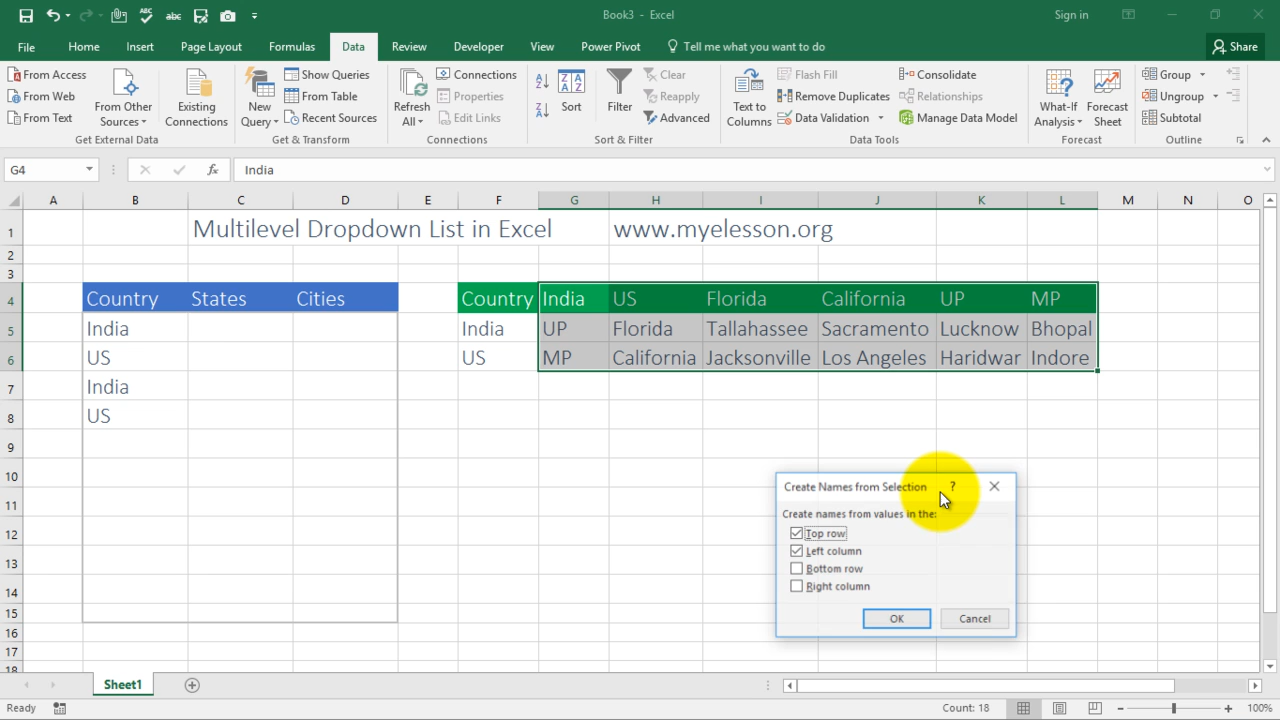 Book3 - Excel
Sign in
File Home Insert Page Layout Formulas Data Review Developer View Power Pivot Tell me what you want to do Share
From Access
From Web
From Text
From Other Sources
Existing Connections
Get External Data
New Query
Show Queries
From Table
Recent Sources
Get & Transform
Refresh All
Connections
Properties
Edit Links
Connections
Sort
Filter
Clear
Reapply
Advanced
Sort & Filter
Text to Columns
Flash Fill
Remove Duplicates
Data Validation
Consolidate
Relationships
Manage Data Model
Data Tools
What-If Analysis
Forecast Sheet
Forecast
Group
Ungroup
Subtotal
Outline
G4 fx India
A B C D E F G H I J K L M N O
1 Multilevel Dropdown List in Excel www.myelesson.org
2
3
4 Country States Cities Country India US Florida California UP MP
5 India India UP Florida Tallahassee Sacramento Lucknow Bhopal
6 US US MP California Jacksonville Los Angeles Haridwar Indore
7 India
8 US
9
10
11
12
13
14
15
16
17
18
Create Names from Selection ?
Create names from values in the:
Top row
Left column
Bottom row
Right column
OK Cancel
Sheet1
Ready Count: 18 100%